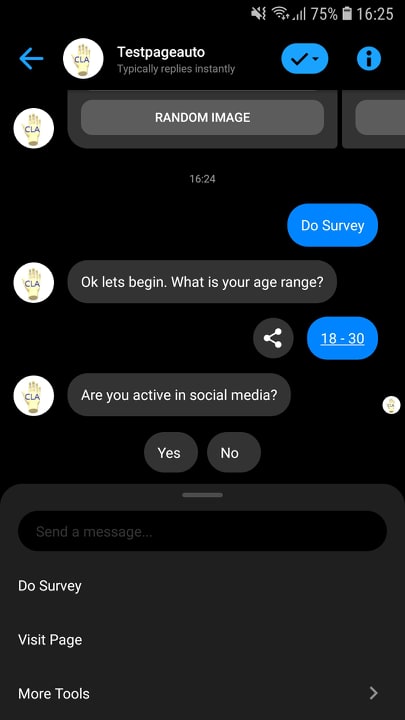 75% 16:25
Testpageauto
Typically replies instantly
CLA
CLA
RANDOM IMAGE
16:24
Do Survey
CLA
Ok lets begin. What is your age range?
18 - 30
CLA
Are you active in social media?
Yes No
Send a message...
Do Survey
Visit Page
More Tools